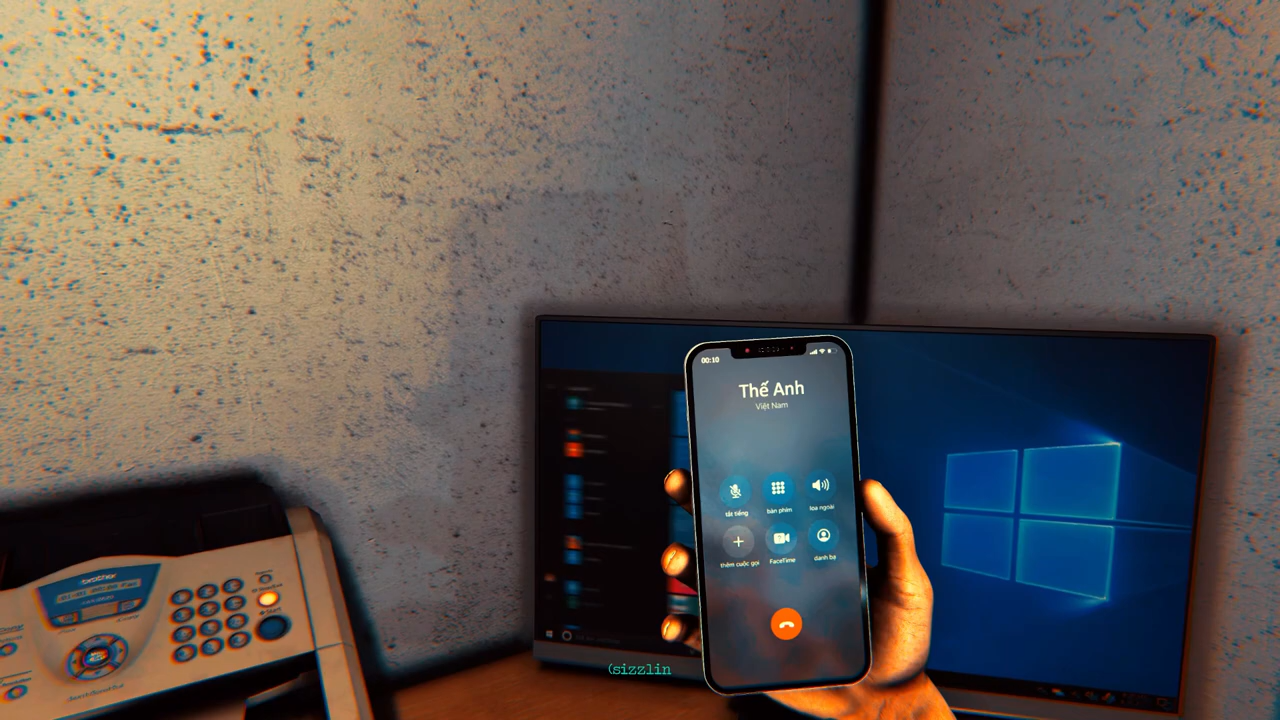 00:10
Thế Anh
Việt Nam
tắt tiếng
bàn phím
loa ngoài
thêm cuộc gọi
FaceTime
danh bạ
brother
Start
(sizzlin